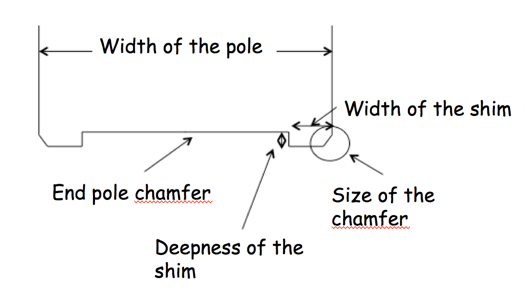 Width of the pole
Width of the shim
End pole chamfer
Size of the
chamfer
Deepness of the
shim